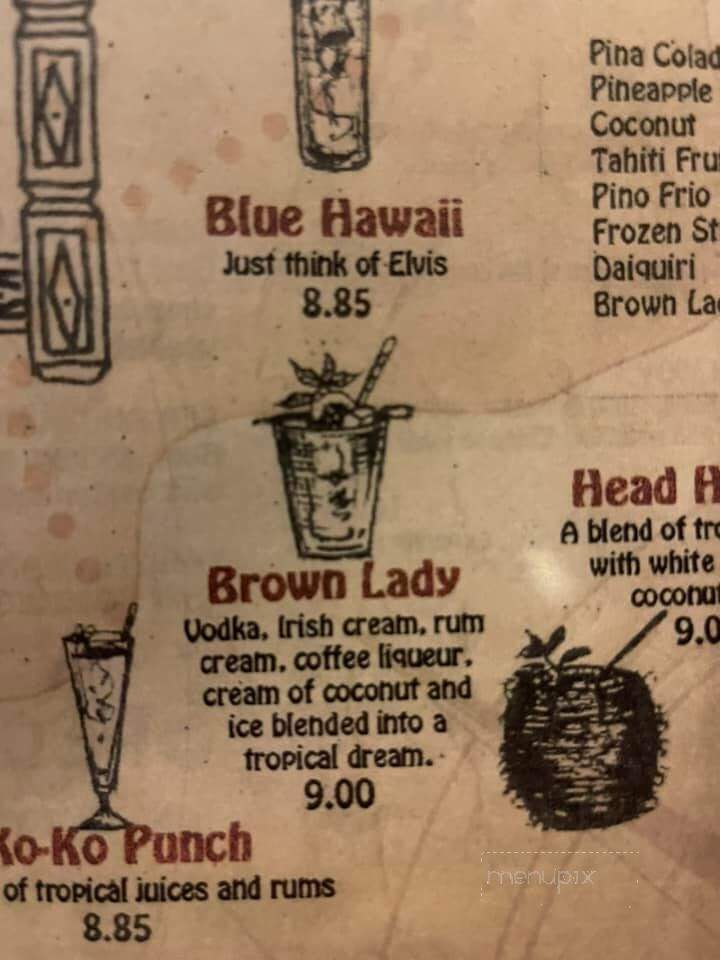 Blue Hawaii
Just think of Elvis
8.85
Brown Lady
Vodka, Irish cream, rum
cream, coffee liqueur,
cream of coconut and
ice blended into a
tropical dream.
9.00
Ko-Ko Punch
of tropical juices and rums
8.85
Pina Colad
Pineapple
Coconut
Tahiti Fru
Pino Frio
Frozen St
Daiquiri
Brown La
Head H
A blend of tro
with white
coconut
9.0
menupix